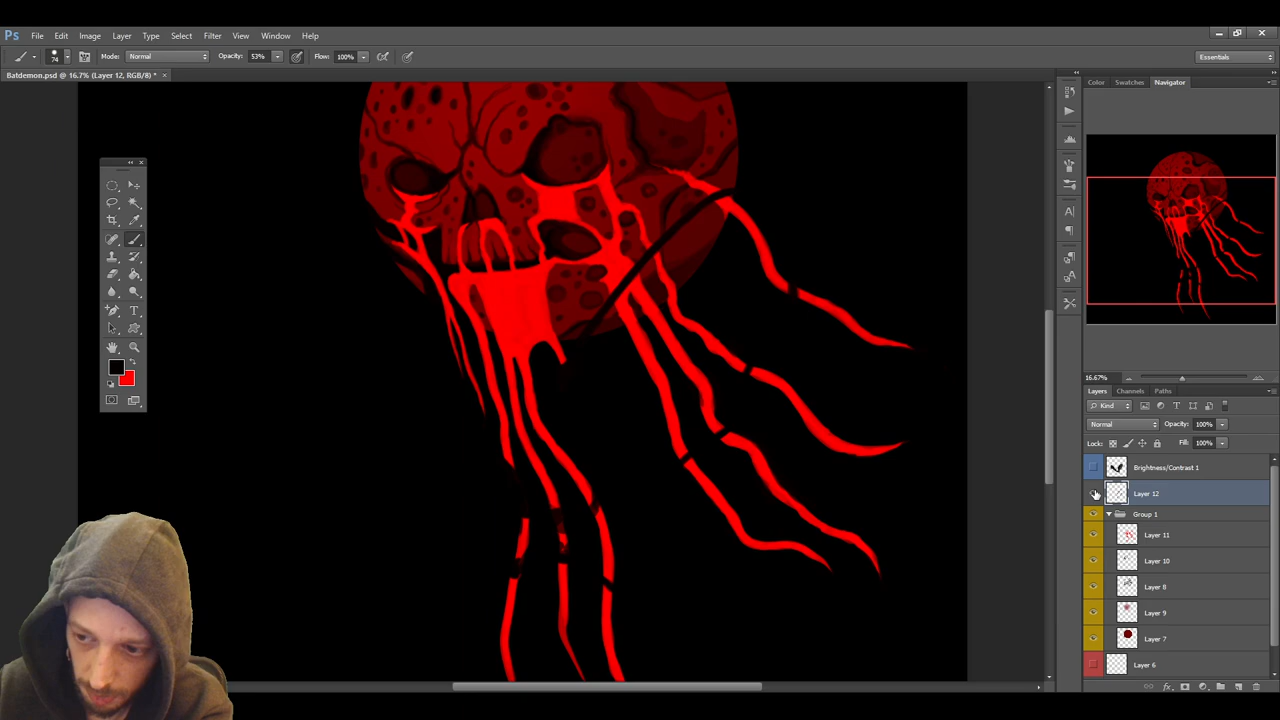 Ps File Edit Image Layer Type Select Filter View Window Help
74 Mode: Normal Opacity: 53% Flow: 100% Essentials
Batdemon.psd @ 16.7% (Layer 12, RGB/8) * ×
Color Swatches Navigator
16.67%
Layers Channels Paths
Kind
Normal Opacity: 100%
Lock: Fill: 100%
Brightness/Contrast 1
Layer 12
Group 1
Layer 11
Layer 10
Layer 8
Layer 9
Layer 7
Layer 6